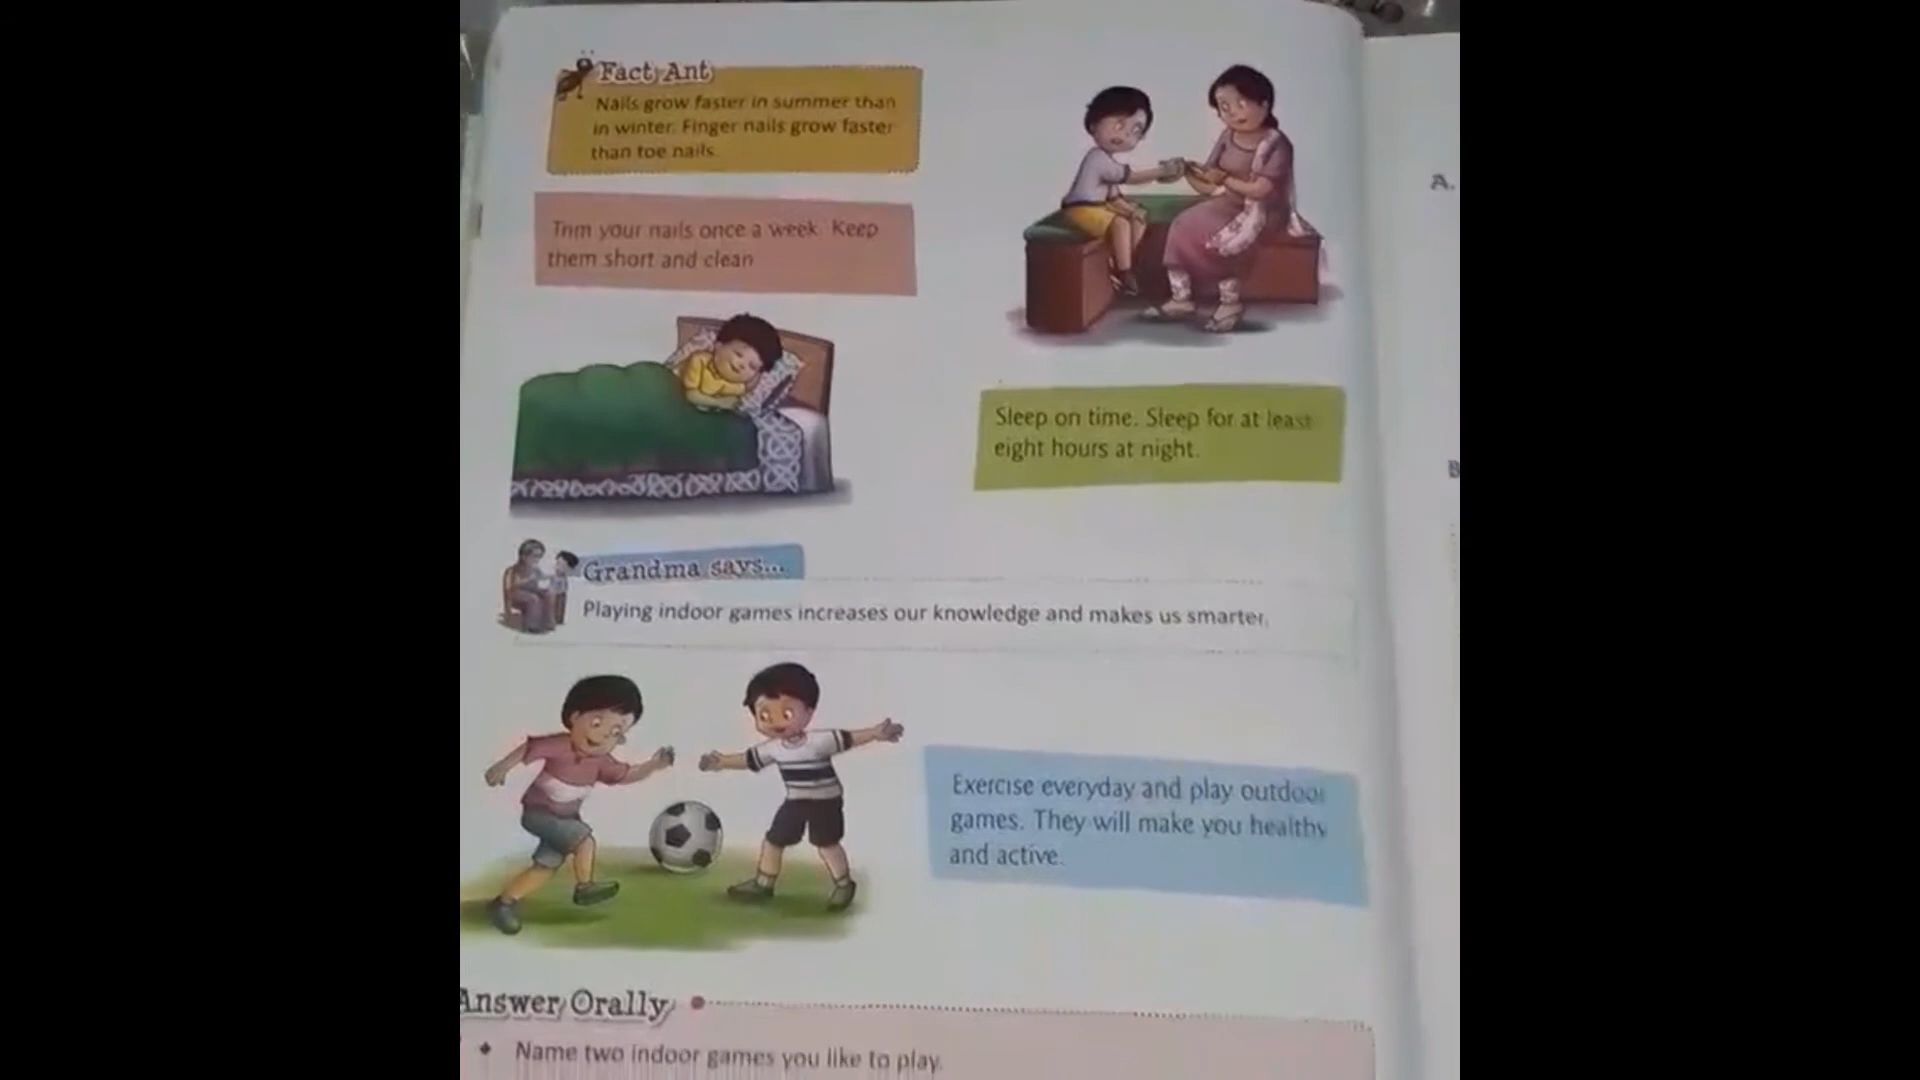 Fact Ant
Nails grow faster in summer than
in winter. Finger nails grow faster
than toe nails.
Trim your nails once a week. Keep
them short and clean
Sleep on time. Sleep for at least
eight hours at night.
Grandma says...
Playing indoor games increases our knowledge and makes us smarter.
Exercise everyday and play outdoor
games. They will make you healthy
and active.
Answer Orally
Name two indoor games you like to play.
A.
B